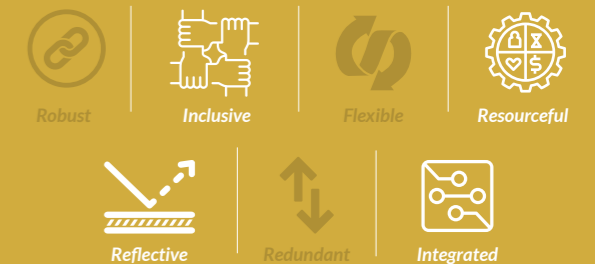 Robust
Inclusive
Flexible
Resourceful
$
Reflective
Redundant
Integrated